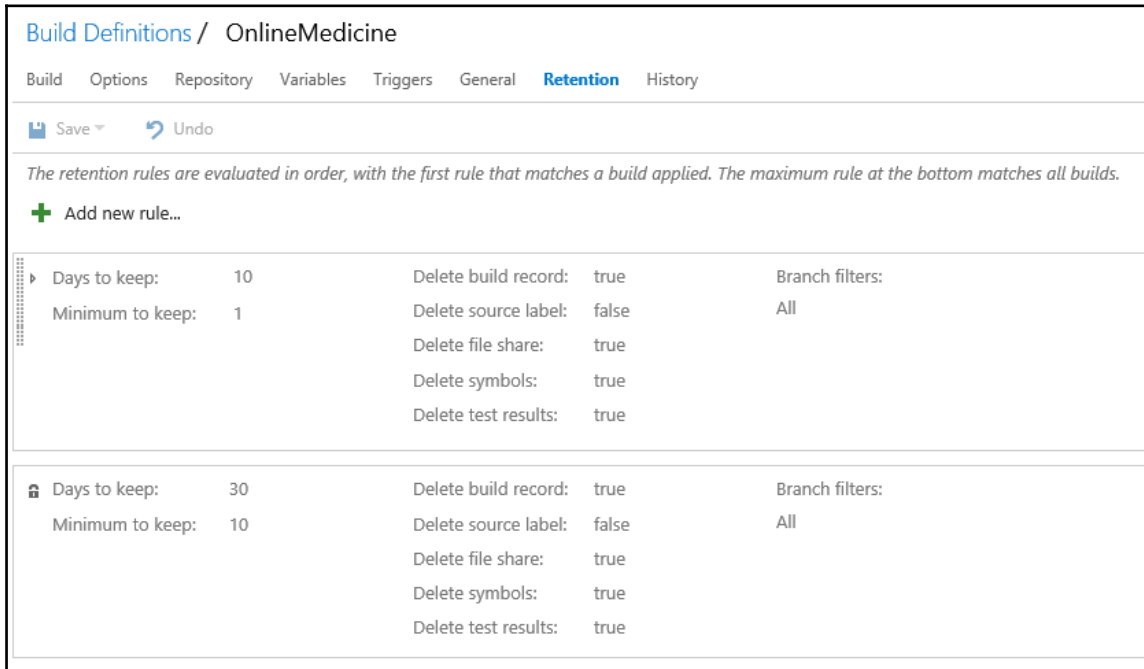 Build Definitions / OnlineMedicine
Build Options Repository Variables Triggers General Retention History
Save Undo
The retention rules are evaluated in order, with the first rule that matches a build applied. The maximum rule at the bottom matches all builds.
Add new rule...
Days to keep: 10 Delete build record: true Branch filters:
Minimum to keep: 1 Delete source label: false All
Delete file share: true
Delete symbols: true
Delete test results: true
Days to keep: 30 Delete build record: true Branch filters:
Minimum to keep: 10 Delete source label: false All
Delete file share: true
Delete symbols: true
Delete test results: true